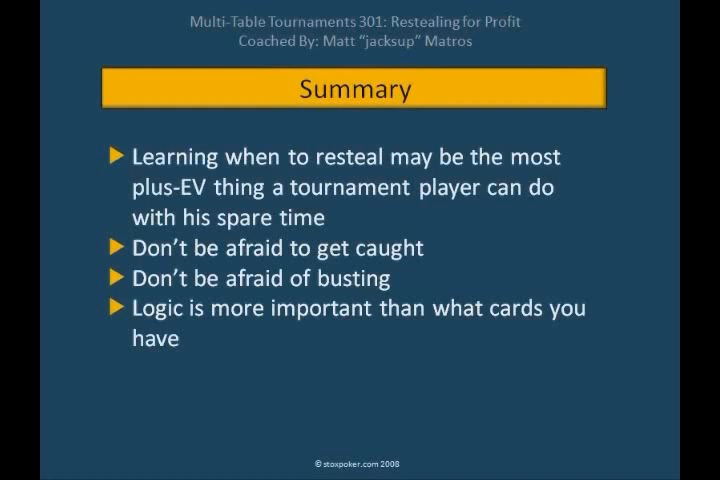 Multi-Table Tournaments 301: Restealing for Profit
Coached By: Matt “jacksup” Matros
Summary
Learning when to resteal may be the most
plus-EV thing a tournament player can do
with his spare time
Don’t be afraid to get caught
Don’t be afraid of busting
Logic is more important than what cards you
have
© stoxpoker.com 2008